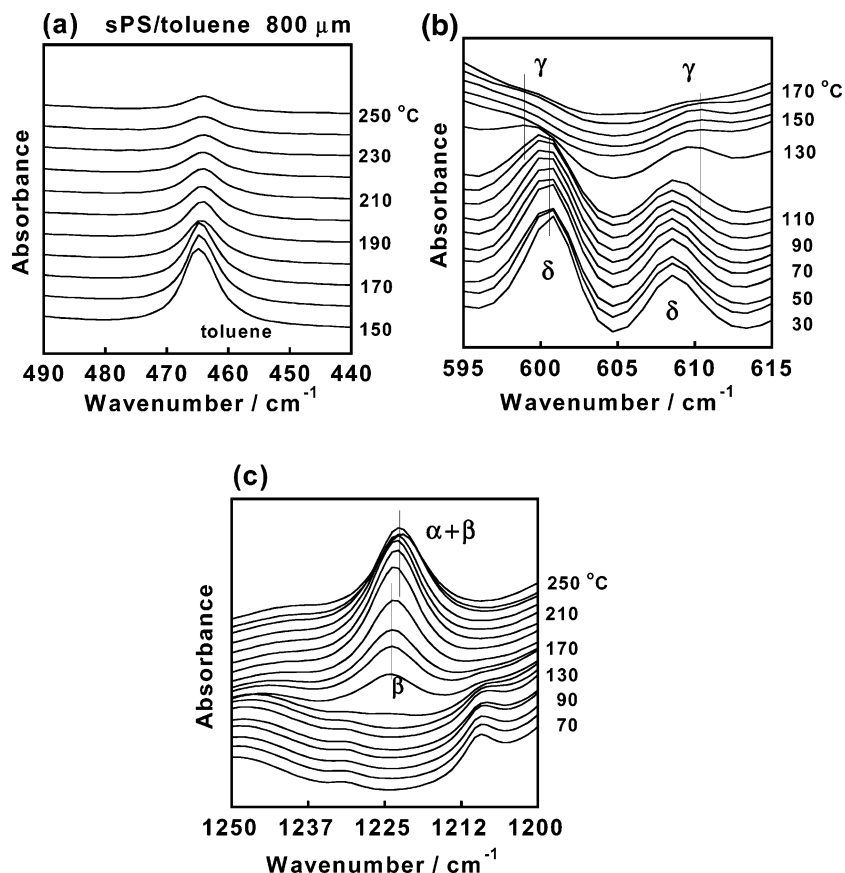 (a) sPS/toluene 800 μm
Absorbance
250 °C
230
210
190
170
150
toluene
490 480 470 460 450 440
Wavenumber / cm-1
(b)
Absorbance
γ γ
170 °C
150
130
110
90
70
50
30
δ δ
595 600 605 610 615
Wavenumber / cm-1
(c)
Absorbance
α+β
250 °C
210
170
130
90
70
β
1250 1237 1225 1212 1200
Wavenumber / cm-1